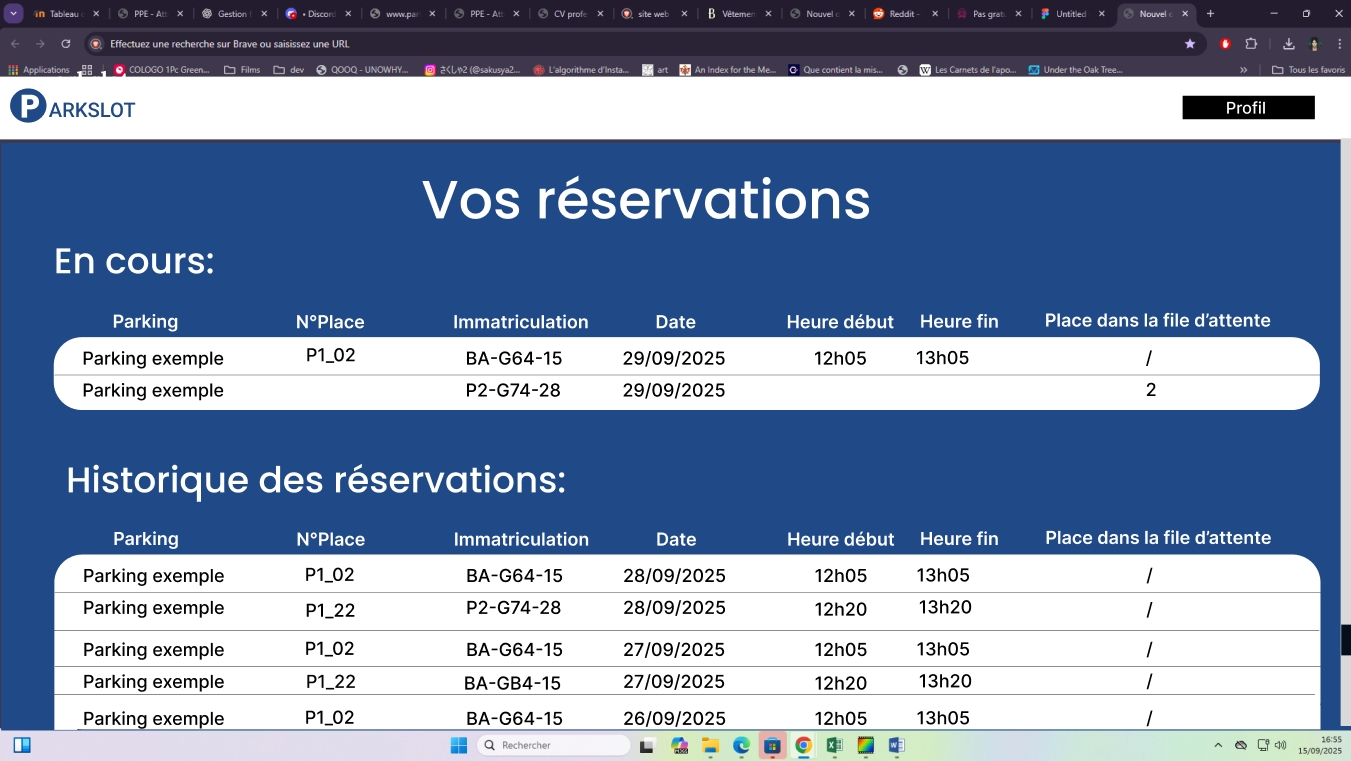 Tableau
PPE - Att
Gestion
• Discord
www.par
PPE - Att
CV profe
site web
Vêtemen
Nouvel o
Reddit -
Pas gratu
Untitled
Nouvel o
Effectuez une recherche sur Brave ou saisissez une URL
Applications
COLOGO 1Pc Green...
Films
dev
QOOQ - UNOWHY...
さくしゃ2 (@sakusya2...
L'algorithme d'Insta...
art
An Index for the Me...
Que contient la mis...
Les Carnets de l'apo...
Under the Oak Tree...
Tous les favoris
PARKSLOT
Profil
Vos réservations
En cours:
Parking N°Place Immatriculation Date Heure début Heure fin Place dans la file d'attente
Parking exemple P1_02 BA-G64-15 29/09/2025 12h05 13h05 /
Parking exemple P2-G74-28 29/09/2025 2
Historique des réservations:
Parking N°Place Immatriculation Date Heure début Heure fin Place dans la file d'attente
Parking exemple P1_02 BA-G64-15 28/09/2025 12h05 13h05 /
Parking exemple P1_22 P2-G74-28 28/09/2025 12h20 13h20 /
Parking exemple P1_02 BA-G64-15 27/09/2025 12h05 13h05 /
Parking exemple P1_22 BA-GB4-15 27/09/2025 12h20 13h20 /
Parking exemple P1_02 BA-G64-15 26/09/2025 12h05 13h05 /
Rechercher
16:55
15/09/2025